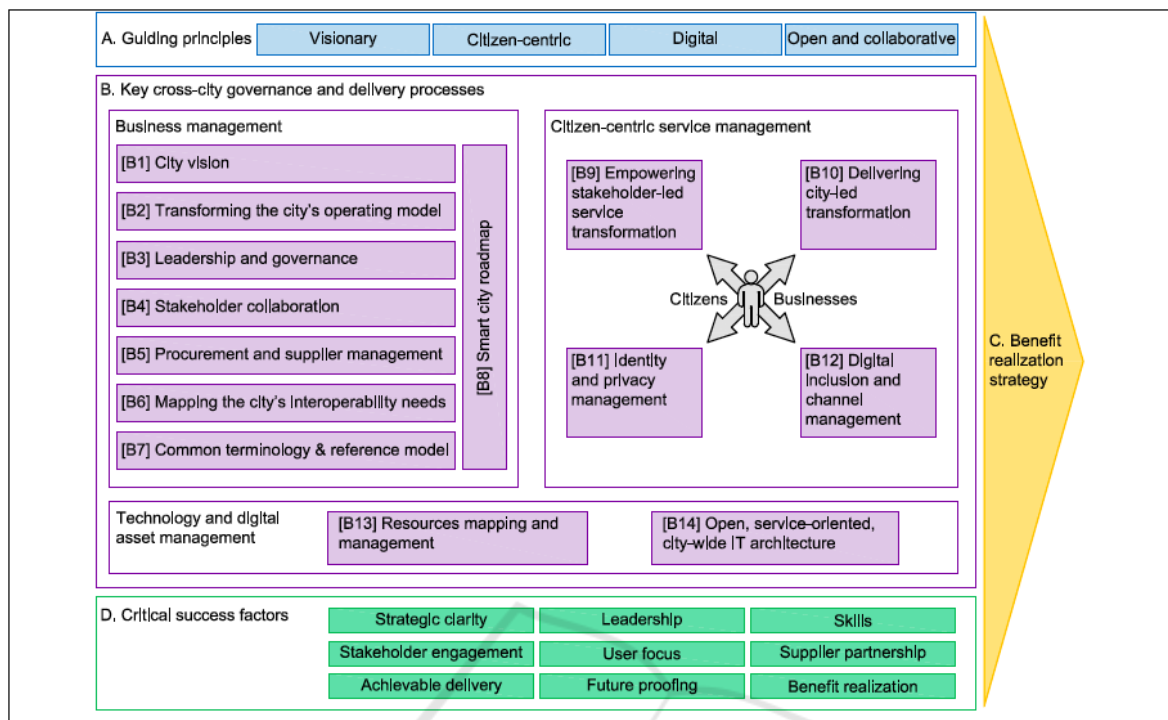 A. Guiding principles
Visionary
Citizen-centric
Digital
Open and collaborative
B. Key cross-city governance and delivery processes
Business management
[B1] City vision
[B2] Transforming the city's operating model
[B3] Leadership and governance
[B4] Stakeholder collaboration
[B5] Procurement and supplier management
[B6] Mapping the city's interoperability needs
[B7] Common terminology & reference model
[B8] Smart city roadmap
Citizen-centric service management
[B9] Empowering
stakeholder-led
service
transformation
[B10] Delivering
city-led
transformation
Citizens
Businesses
[B11] Identity
and privacy
management
[B12] Digital
inclusion and
channel
management
Technology and digital
asset management
[B13] Resources mapping and
management
[B14] Open, service-oriented,
city-wide IT architecture
C. Benefit
realization
strategy
D. Critical success factors
Strategic clarity
Leadership
Skills
Stakeholder engagement
User focus
Supplier partnership
Achievable delivery
Future proofing
Benefit realization